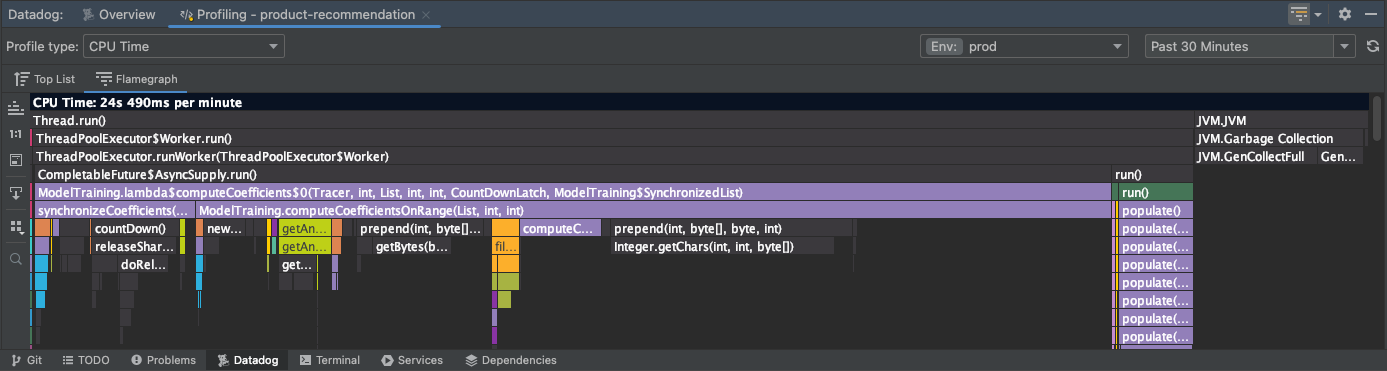 Datadog: Overview Profiling - product-recommendation
Profile type: CPU Time Env: prod Past 30 Minutes
Top List Flamegraph
CPU Time: 24s 490ms per minute
Thread.run() JVM.JVM
1:1 ThreadPoolExecutor$Worker.run() JVM.Garbage Collection
ThreadPoolExecutor.runWorker(ThreadPoolExecutor$Worker) JVM.GenCollectFull Gen...
CompletableFuture$AsyncSupply.run() run()
ModelTraining.lambda$computeCoefficients$0(Tracer, int, List, int, int, CountDownLatch, ModelTraining$SynchronizedList) run()
synchronizeCoefficients(... ModelTraining.computeCoefficientsOnRange(List, int, int) populate()
countDown() new... getAn... prepend(int, byte[]... computeC... prepend(int, byte[], byte, int) populate(...
releaseShar... getAn... getBytes(b... fil... Integer.getChars(int, int, byte[]) populate(...
doRel... get... populate(...
populate(...
populate(...
populate(...
populate(...
Git TODO Problems Datadog Terminal Services Dependencies